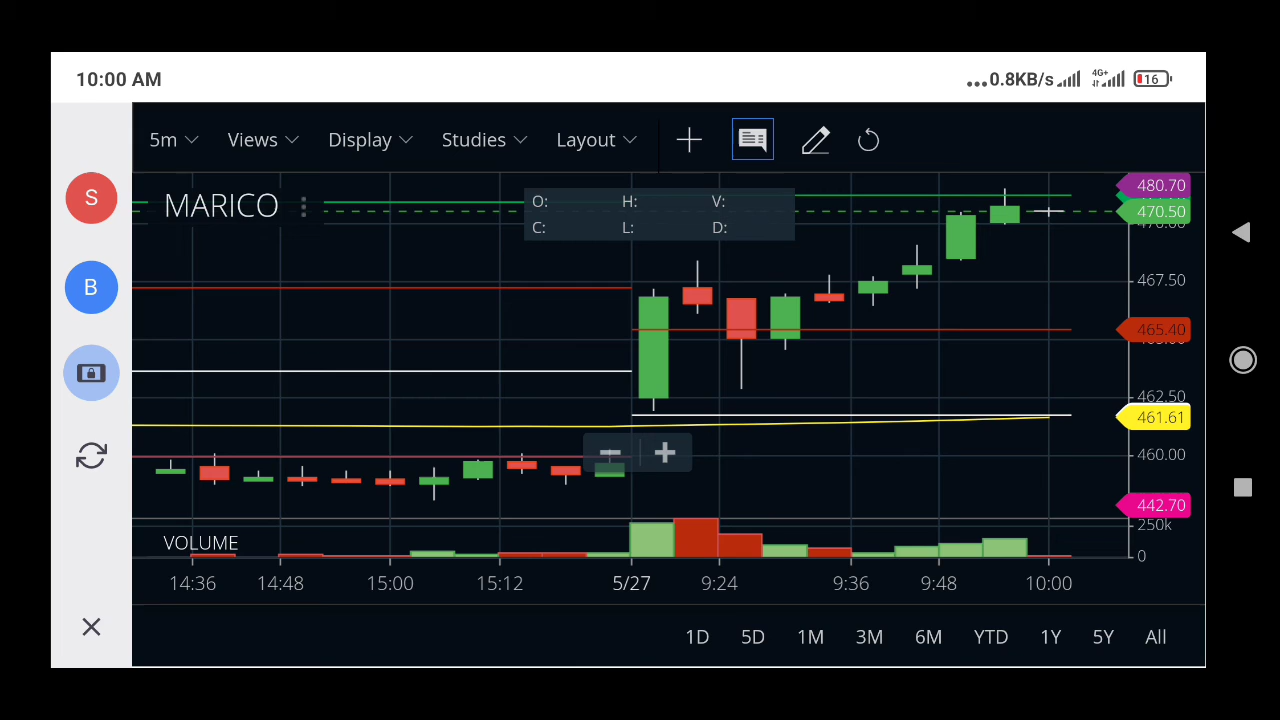 10:00 AM
...0.8KB/s 4G+ 16
5m Views Display Studies Layout
S
MARICO
O: H: V:
C: L: D:
480.70
470.50
467.50
B
465.40
462.50
461.61
460.00
442.70
250k
VOLUME
0
14:36 14:48 15:00 15:12 5/27 9:24 9:36 9:48 10:00
1D 5D 1M 3M 6M YTD 1Y 5Y All